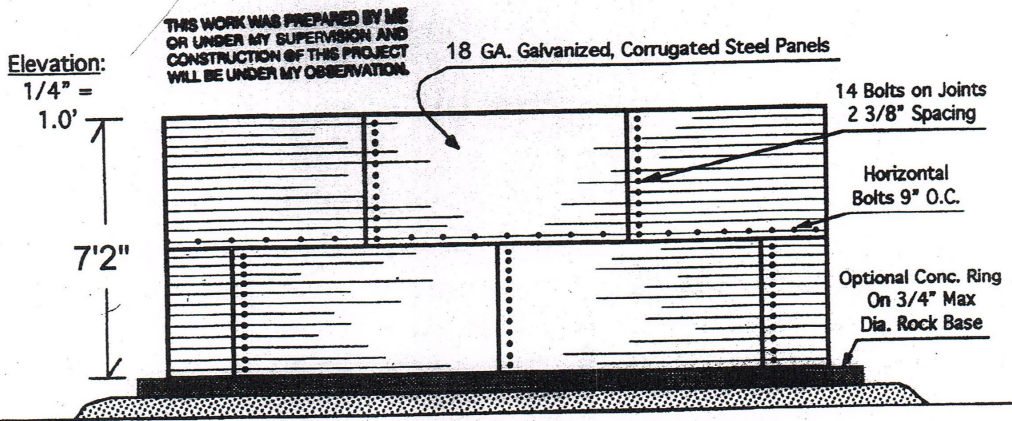 THIS WORK WAS PREPARED BY ME
OR UNDER MY SUPERVISION AND
CONSTRUCTION OF THIS PROJECT
WILL BE UNDER MY OBSERVATION.
Elevation:
1/4" =
1.0'
18 GA. Galvanized, Corrugated Steel Panels
14 Bolts on Joints
2 3/8" Spacing
Horizontal
Bolts 9" O.C.
7'2"
Optional Conc. Ring
On 3/4" Max
Dia. Rock Base